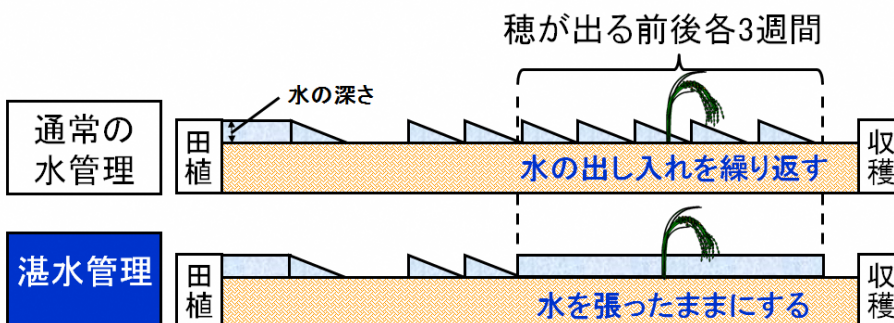 穂が出る前後各3週間
水の深さ
通常の
水管理
田植
収穫
水の出し入れを繰り返す
湛水管理
田植
収穫
水を張ったままにする